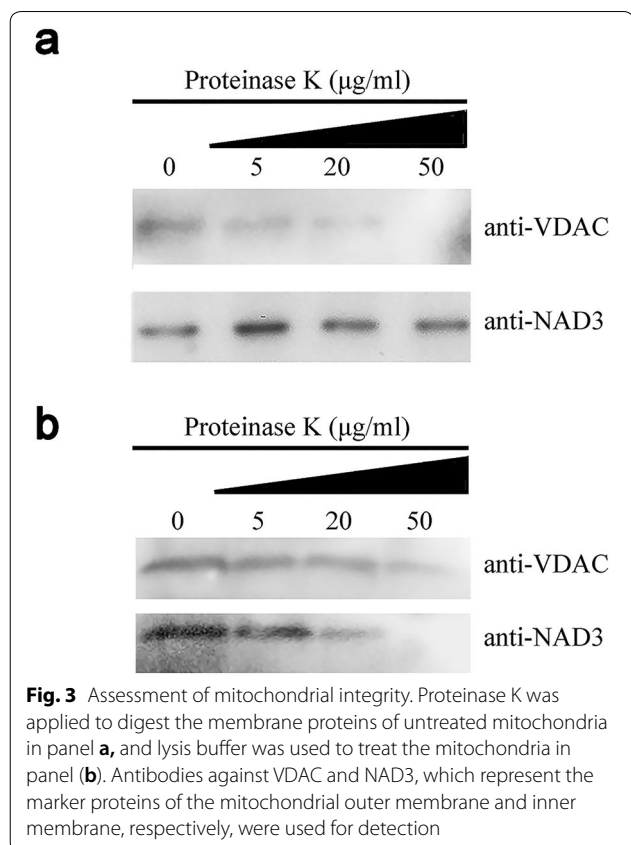 a
Proteinase K (μg/ml)
0 5 20 50
anti-VDAC
anti-NAD3
b
Proteinase K (μg/ml)
0 5 20 50
anti-VDAC
anti-NAD3
Fig. 3 Assessment of mitochondrial integrity. Proteinase K was
applied to digest the membrane proteins of untreated mitochondria
in panel a, and lysis buffer was used to treat the mitochondria in
panel (b). Antibodies against VDAC and NAD3, which represent the
marker proteins of the mitochondrial outer membrane and inner
membrane, respectively, were used for detection